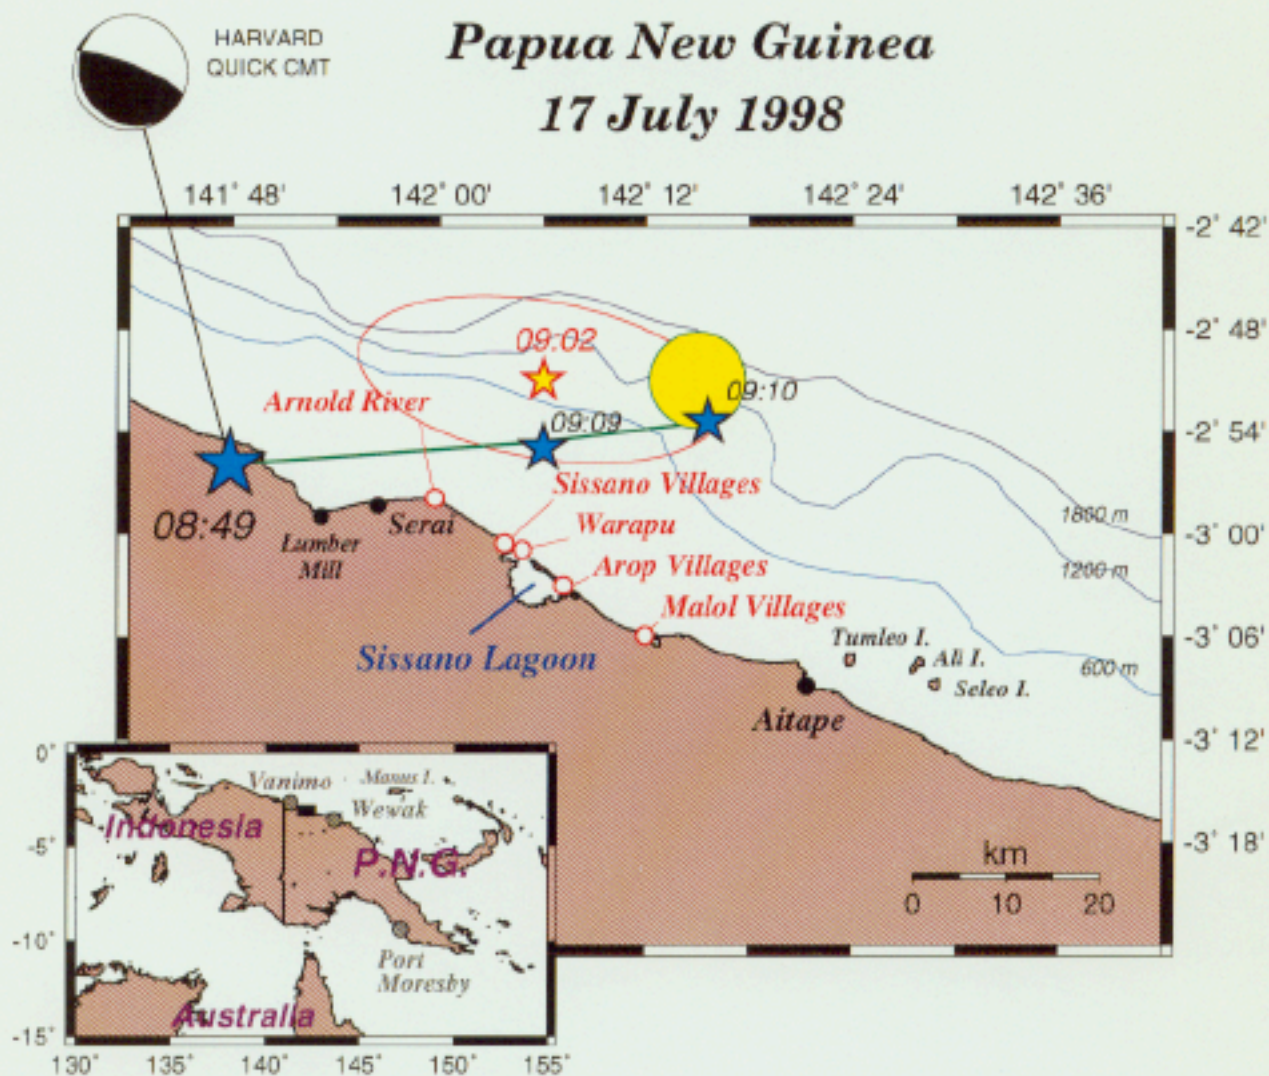 HARVARD
QUICK CMT
Papua New Guinea
17 July 1998
141° 48'
142° 00'
142° 12'
142° 24'
142° 36'
-2° 42'
-2° 48'
-2° 54'
-3° 00'
-3° 06'
-3° 12'
-3° 18'
09:02
09:10
Arnold River
09:09
Sissano Villages
08:49
Serai
Warapu
Lumber
Mill
Arop Villages
Malol Villages
Sissano Lagoon
1800 m
1200 m
600 m
Tumleo I.
Ali I.
Seleo I.
Aitape
km
0 10 20
0°
-5°
-10°
-15°
Vanimo
Manus I.
Wewak
Indonesia
P.N.G.
Port
Moresby
Australia
130° 135° 140° 145° 150° 155°